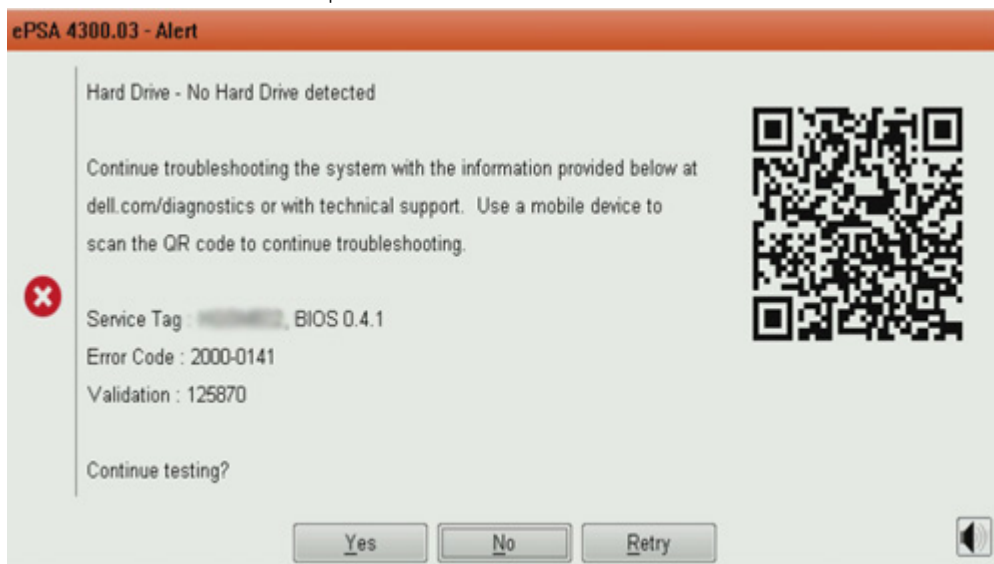 ePSA 4300.03 - Alert
Hard Drive - No Hard Drive detected
Continue troubleshooting the system with the information provided below at
dell.com/diagnostics or with technical support. Use a mobile device to
scan the QR code to continue troubleshooting.
Service Tag : , BIOS 0.4.1
Error Code : 2000-0141
Validation : 125870
Continue testing?
Yes No Retry